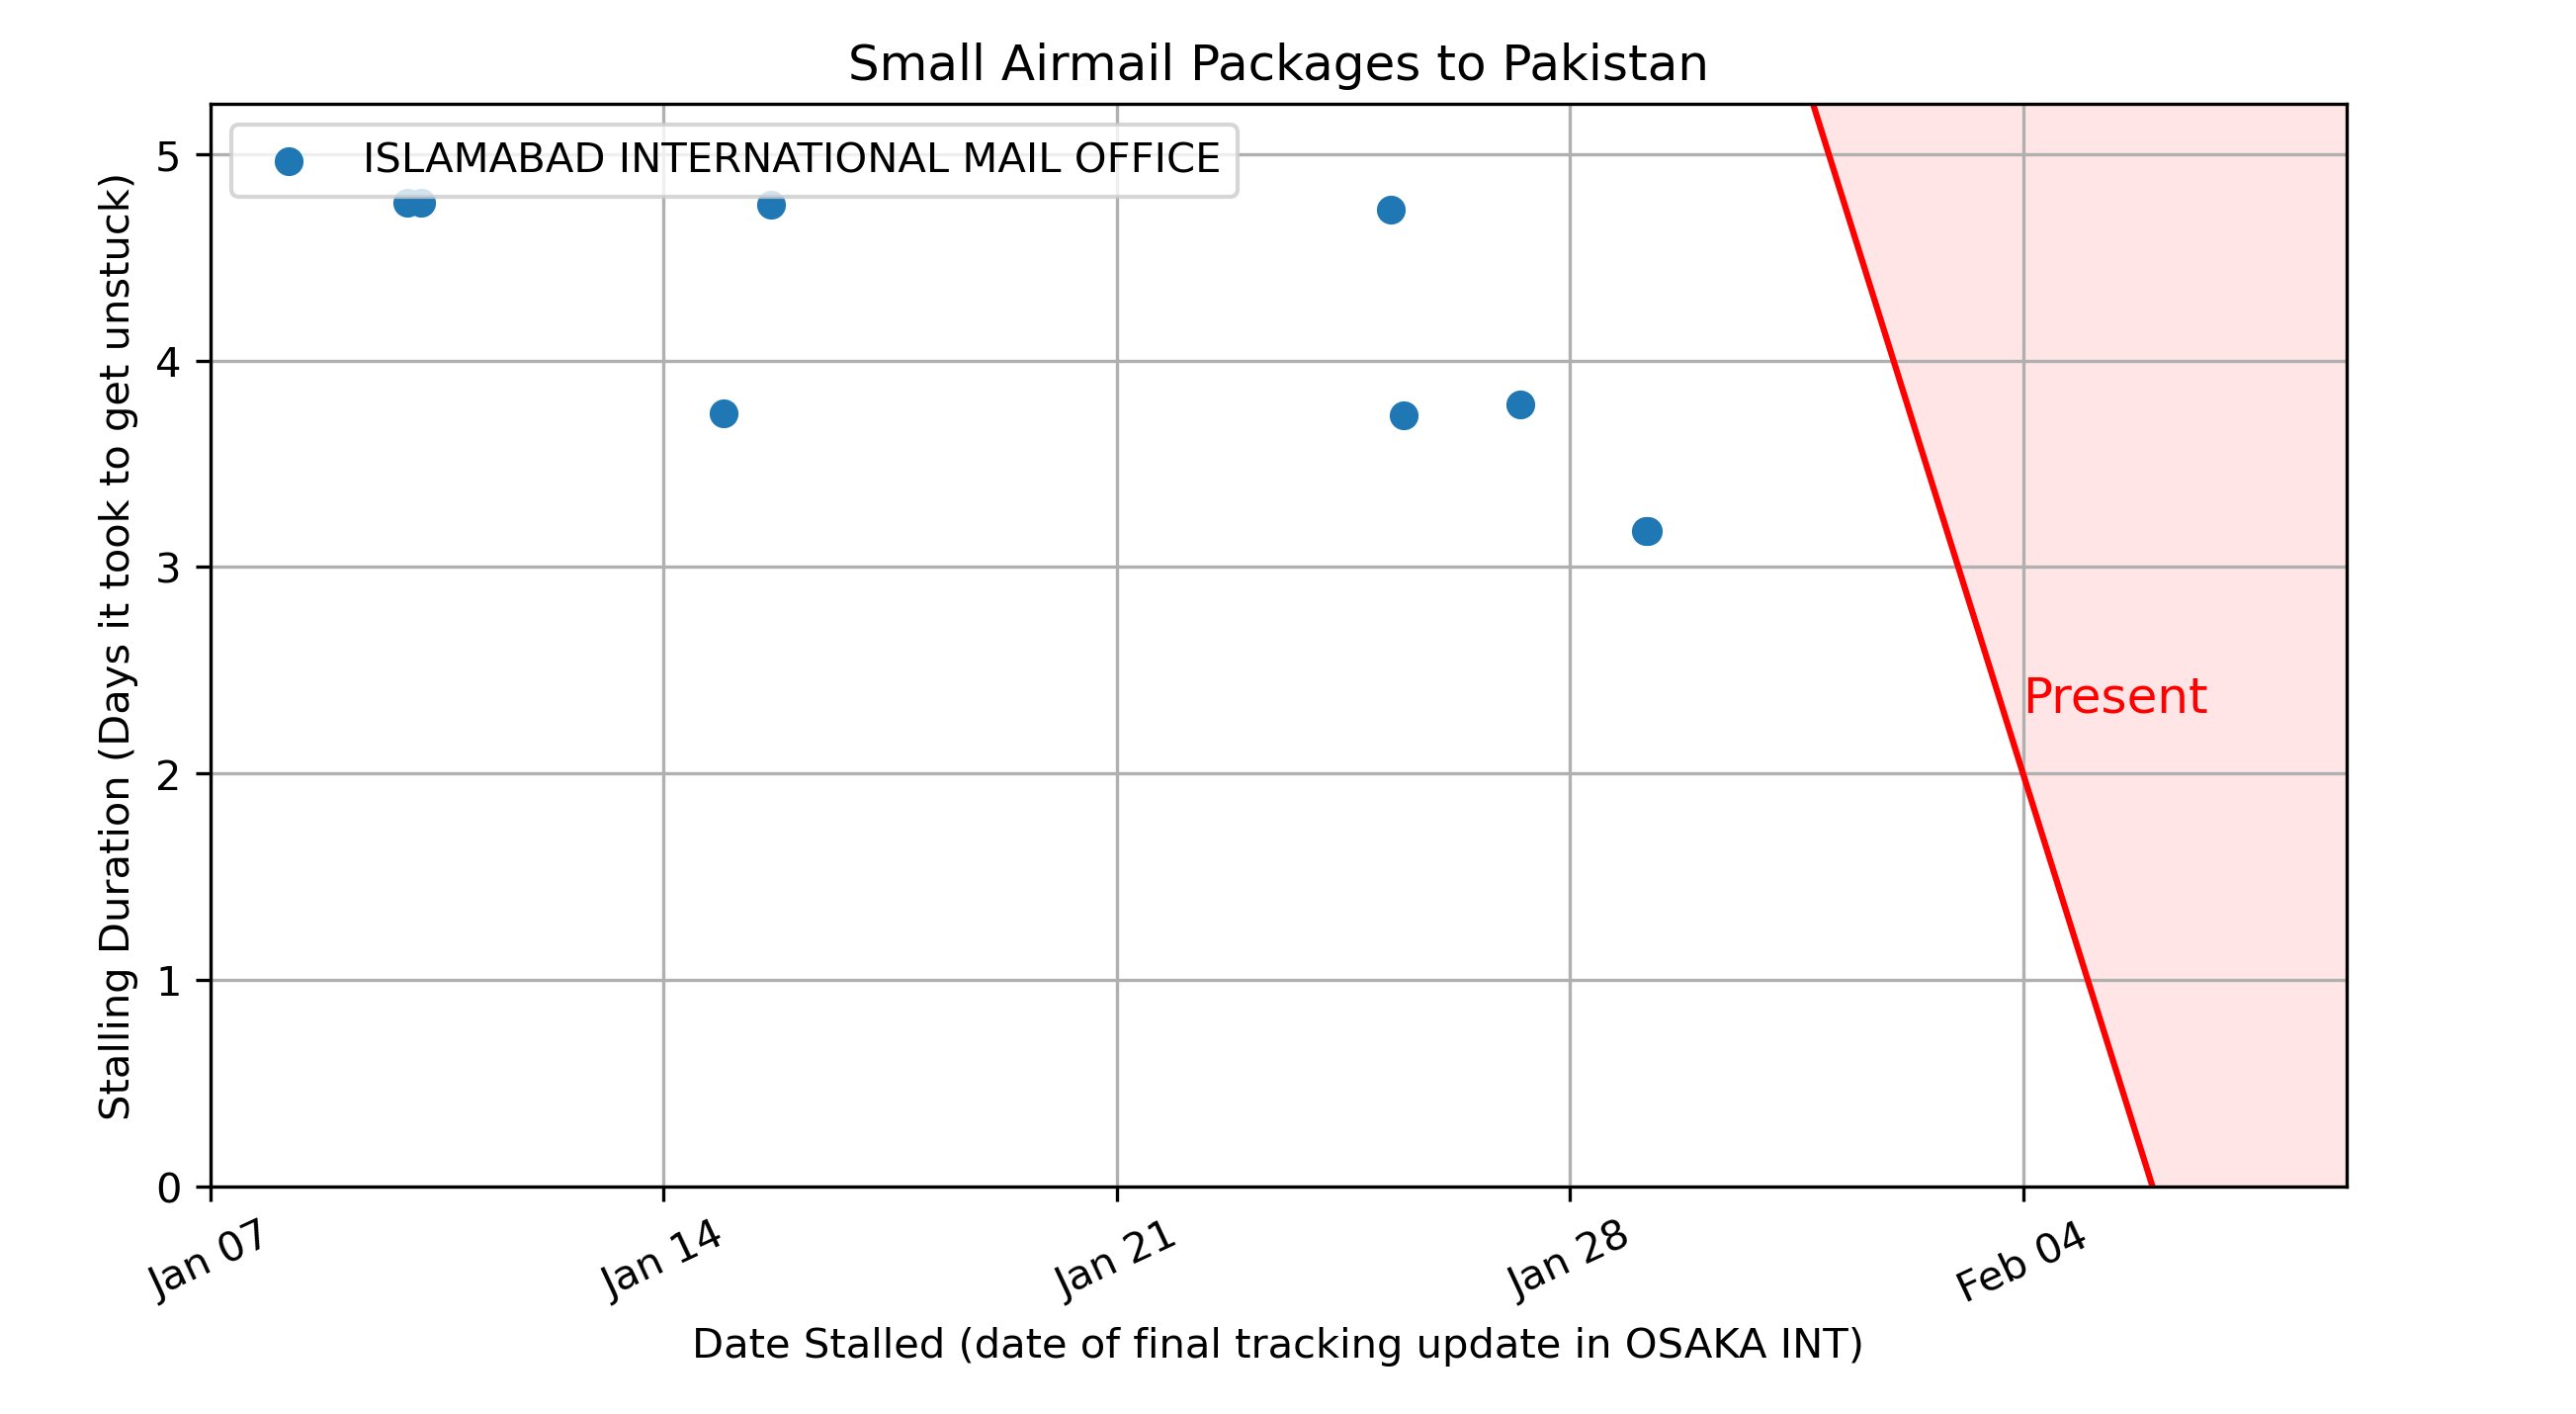 Small Airmail Packages to Pakistan
ISLAMABAD INTERNATIONAL MAIL OFFICE
Stalling Duration (Days it took to get unstuck)
5
4
3
2
1
0
Present
Jan 07
Jan 14
Jan 21
Jan 28
Feb 04
Date Stalled (date of final tracking update in OSAKA INT)